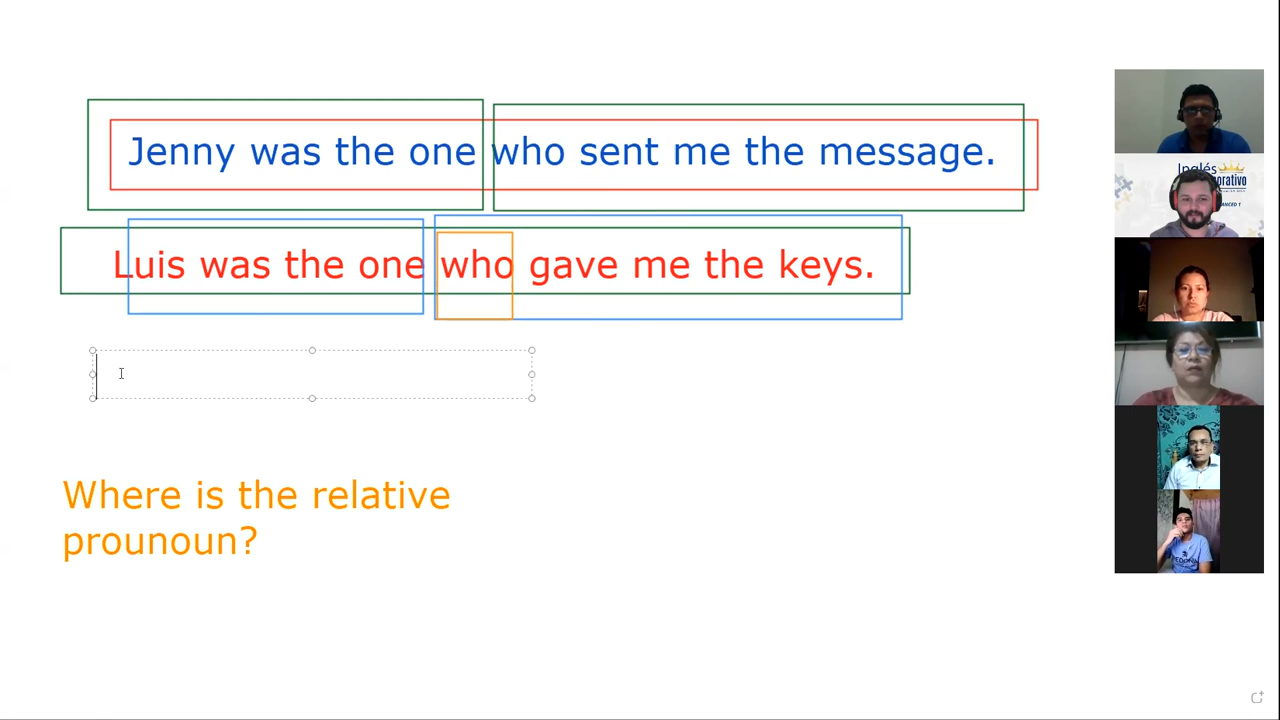 Jenny was the one who sent me the message.
Luis was the one who gave me the keys.
Where is the relative
prounoun?
Inglés